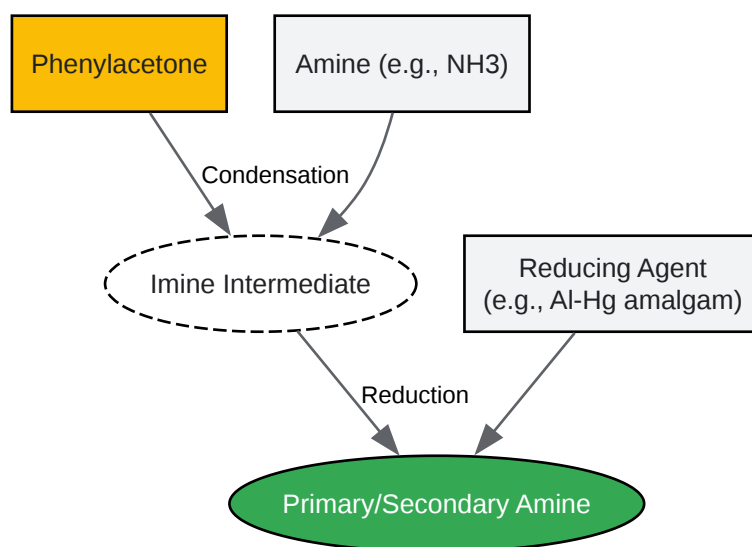 Phenylacetone
Amine (e.g., NH3)
Condensation
Imine Intermediate
Reducing Agent
(e.g., Al-Hg amalgam)
Reduction
Primary/Secondary Amine